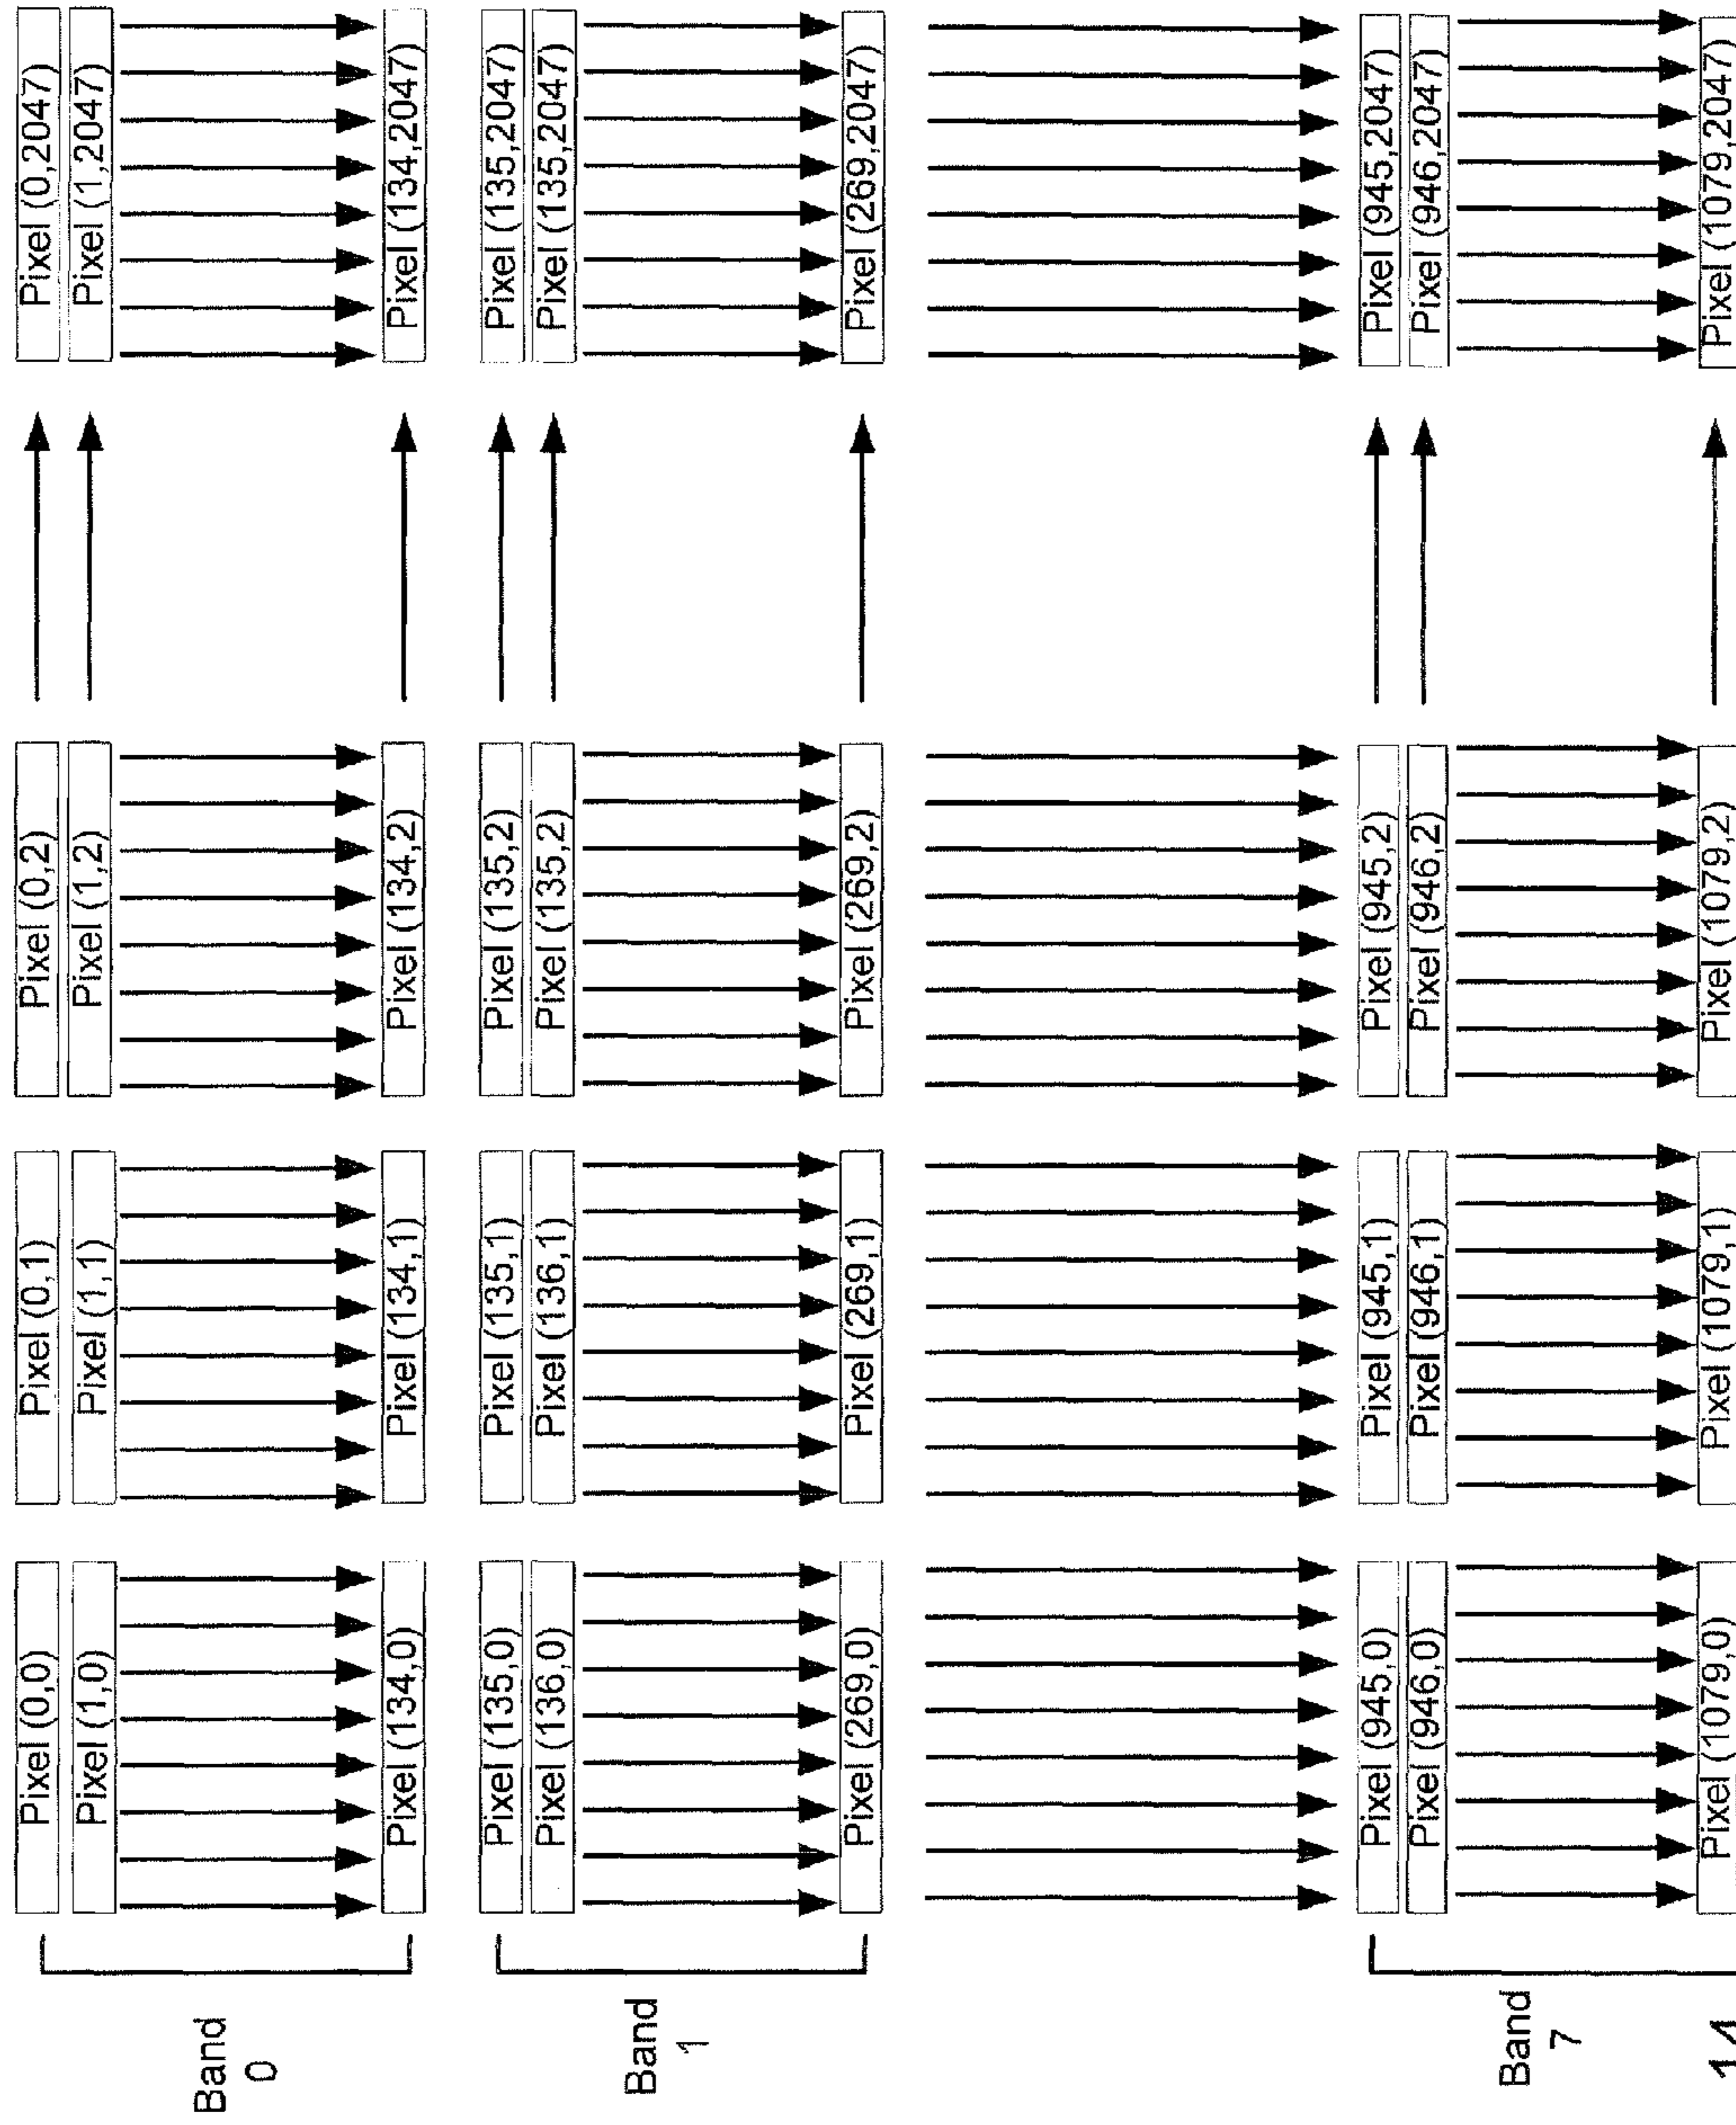 Pixel (0,0)
Pixel (0,1)
Pixel (0,2)
Pixel (0,2047)
Pixel (1,0)
Pixel (1,1)
Pixel (1,2)
Pixel (1,2047)
Band
0
Pixel (134,0)
Pixel (134,1)
Pixel (134,2)
Pixel (134,2047)
Pixel (135,0)
Pixel (135,1)
Pixel (135,2)
Pixel (135,2047)
Pixel (136,0)
Pixel (136,1)
Pixel (135,2)
Pixel (135,2047)
Band
1
Pixel (269,0)
Pixel (269,1)
Pixel (269,2)
Pixel (269,2047)
Pixel (945,0)
Pixel (945,1)
Pixel (945,2)
Pixel (945,2047)
Pixel (946,0)
Pixel (946,1)
Pixel (946,2)
Pixel (946,2047)
Band
7
Pixel (1079,0)
Pixel (1079,1)
Pixel (1079,2)
Pixel (1079,2047)